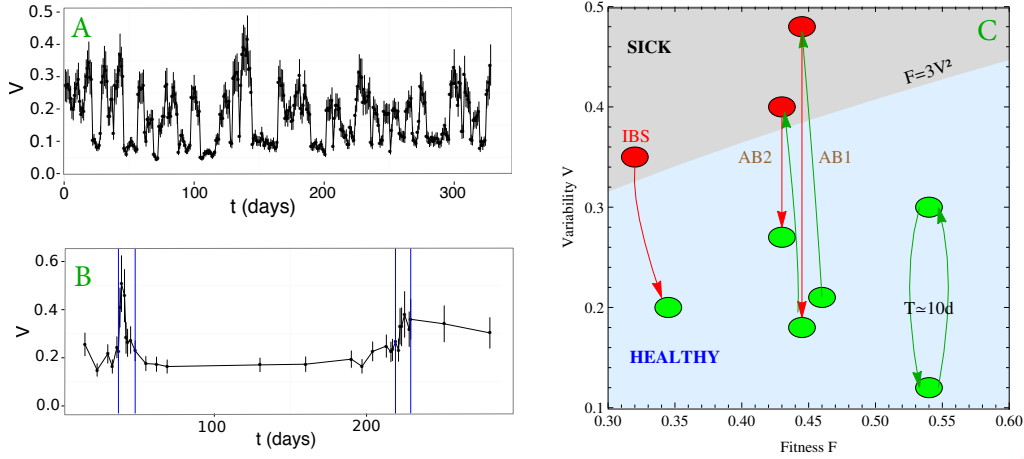 A
V
0.5
0.4
0.3
0.2
0.1
0.0
0
100
200
300
t (days)
B
V
0.6
0.4
0.2
0.0
100
200
t (days)
C
Variability V
0.5
0.4
0.3
0.2
0.1
SICK
F=3V²
IBS
AB2
AB1
T≃10d
HEALTHY
0.30
0.35
0.40
0.45
0.50
0.55
0.60
Fitness F